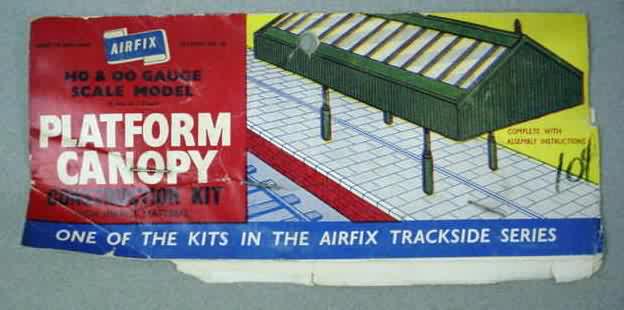 AIRFIX
HO & OO GAUGE
SCALE MODEL
PLATFORM
CANOPY
CONSTRUCTION KIT
COMPLETE WITH
ASSEMBLY INSTRUCTIONS
ONE OF THE KITS IN THE AIRFIX TRACKSIDE SERIES